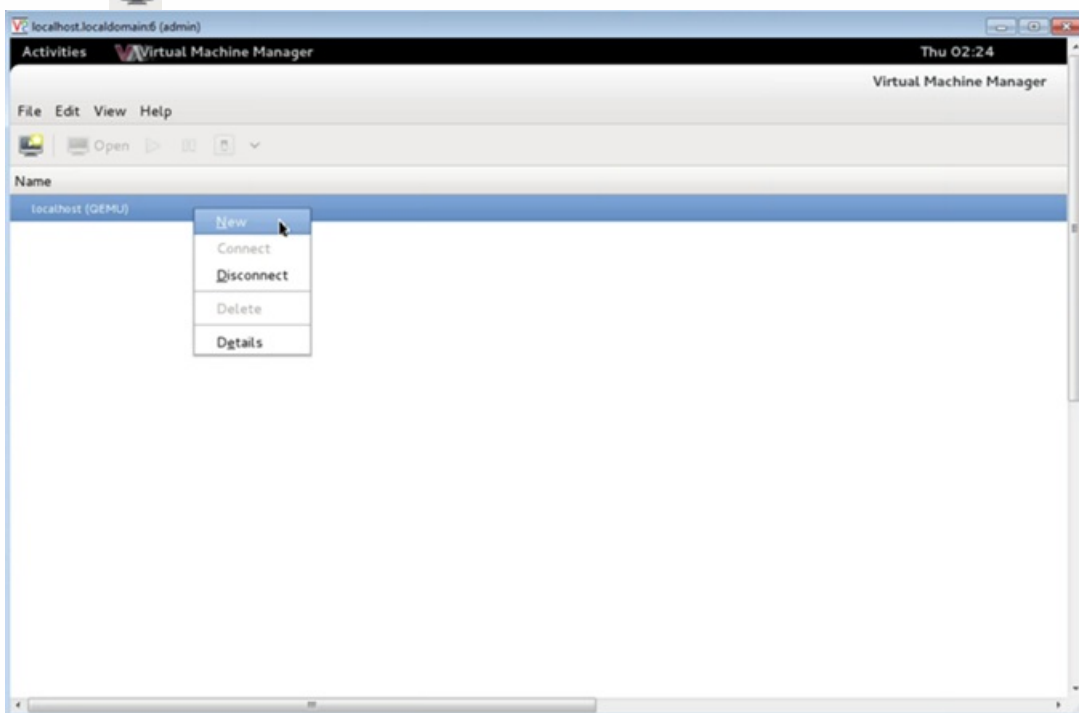 localhost.localdomain:6 (admin)
Activities Virtual Machine Manager Thu 02:24
Virtual Machine Manager
File Edit View Help
Open
Name
localhost (QEMU)
New
Connect
Disconnect
Delete
Details